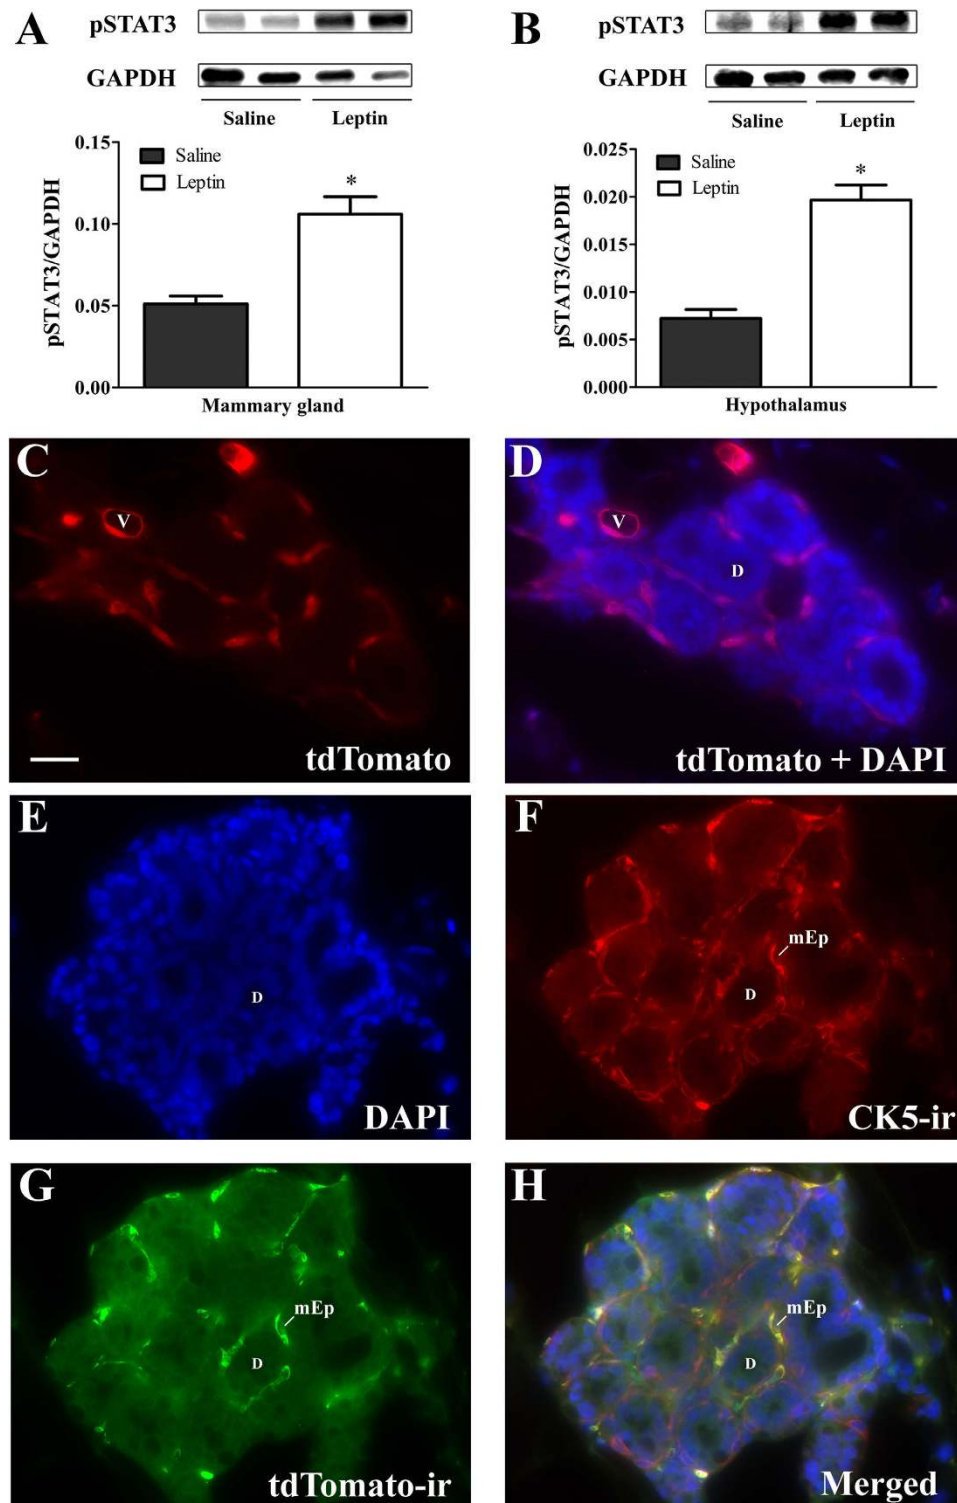 A
pSTAT3
GAPDH
Saline Leptin
0.15
0.10
0.05
0.00
pSTAT3/GAPDH
Saline
Leptin
*
Mammary gland
B
pSTAT3
GAPDH
Saline Leptin
0.025
0.020
0.015
0.010
0.005
0.000
pSTAT3/GAPDH
Saline
Leptin
*
Hypothalamus
C
V
tdTomato
D
V
D
tdTomato + DAPI
E
D
DAPI
F
mEp
D
CK5-ir
G
mEp
D
tdTomato-ir
H
mEp
D
Merged